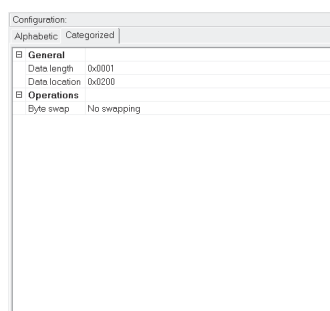 Configuration:
Alphabetic Categorized
General
Data length 0x0001
Data location 0x0200
Operations
Byte swap No swapping